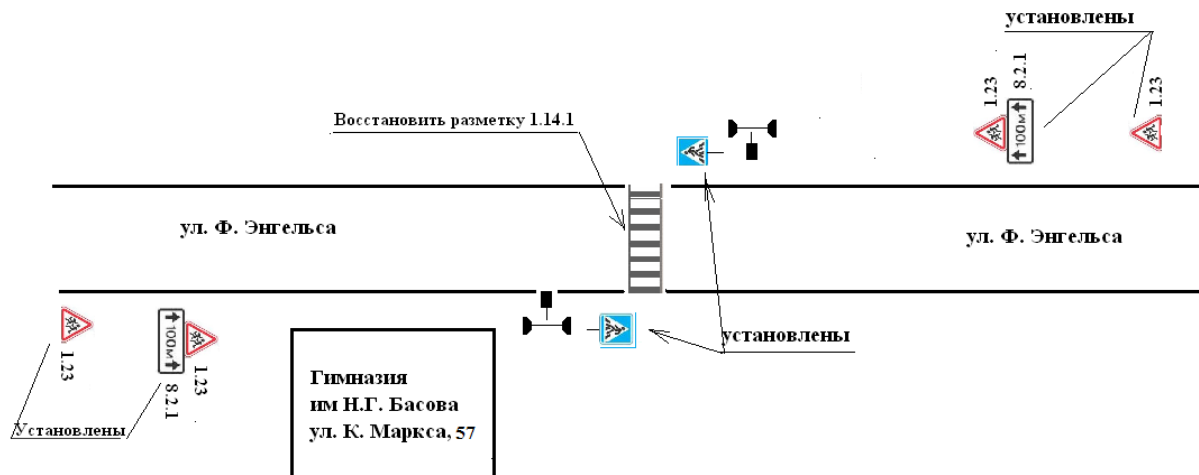 установлены
1.23
8.2.1
100м
1.23
Восстановить разметку 1.14.1
ул. Ф. Энгельса
ул. Ф. Энгельса
1.23
100м
8.2.1
1.23
Установлены
установлены
Гимназия
им Н.Г. Басова
ул. К. Маркса, 57